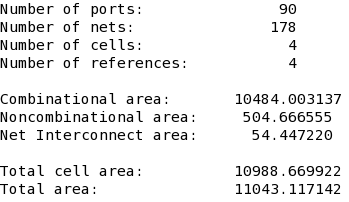 Number of ports: 90
Number of nets: 178
Number of cells: 4
Number of references: 4
Combinational area: 10484.003137
Noncombinational area: 504.666555
Net Interconnect area: 54.447220
Total cell area: 10988.669922
Total area: 11043.117142